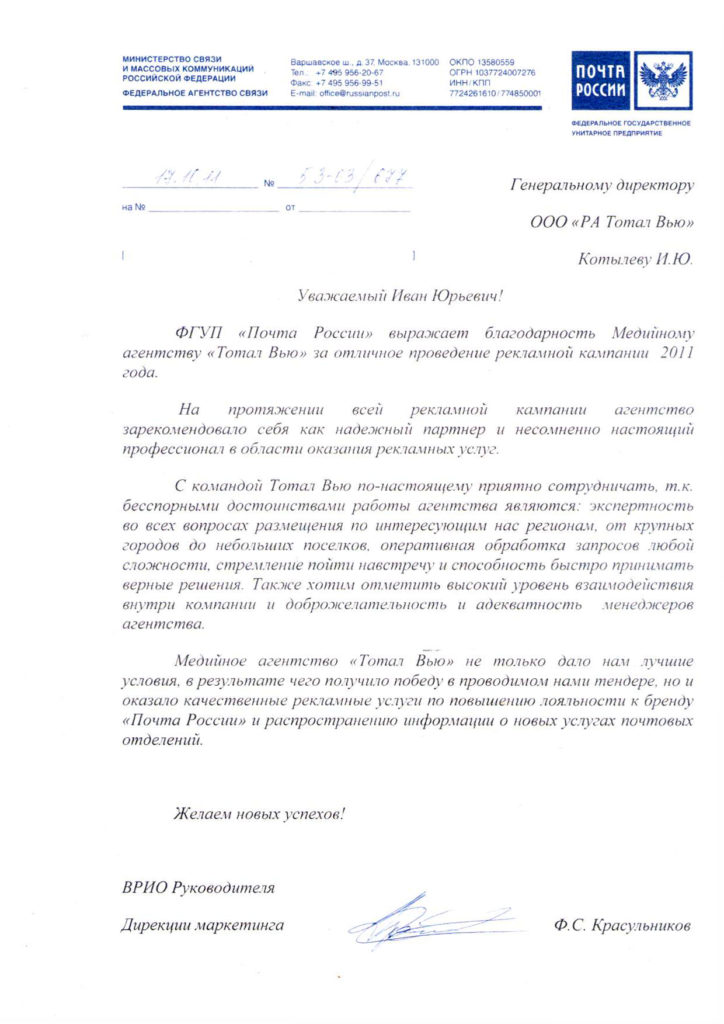 МИНИСТЕРСТВО СВЯЗИ
И МАССОВЫХ КОММУНИКАЦИЙ
РОССИЙСКОЙ ФЕДЕРАЦИИ
ФЕДЕРАЛЬНОЕ АГЕНТСТВО СВЯЗИ
Варшавское ш., д. 37, Москва, 131000
Тел.: +7 495 956-20-67
Факс: +7 495 956-99-51
E-mail: office@russianpost.ru
ОКПО 13580559
ОГРН 1037724007276
ИНН/КПП
7724261610/774850001
ПОЧТА
РОССИИ
ФЕДЕРАЛЬНОЕ ГОСУДАРСТВЕННОЕ
УНИТАРНОЕ ПРЕДПРИЯТИЕ
17.10.11 № 53-03/677
на № от
Генеральному директору
ООО «РА Тотал Вью»
Котылеву И.Ю.
Уважаемый Иван Юрьевич!
ФГУП «Почта России» выражает благодарность Медийному
агентству «Тотал Вью» за отличное проведение рекламной кампании 2011
года.
На протяжении всей рекламной кампании агентство
зарекомендовало себя как надежный партнер и несомненно настоящий
профессионал в области оказания рекламных услуг.
С командой Тотал Вью по-настоящему приятно сотрудничать, т.к.
бесспорными достоинствами работы агентства являются: экспертность
во всех вопросах размещения по интересующим нас регионам, от крупных
городов до небольших поселков, оперативная обработка запросов любой
сложности, стремление пойти навстречу и способность быстро принимать
верные решения. Также хотим отметить высокий уровень взаимодействия
внутри компании и доброжелательность и адекватность менеджеров
агентства.
Медийное агентство «Тотал Вью» не только дало нам лучшие
условия, в результате чего получило победу в проводимом нами тендере, но и
оказало качественные рекламные услуги по повышению лояльности к бренду
«Почта России» и распространению информации о новых услугах почтовых
отделений.
Желаем новых успехов!
ВРИО Руководителя
Дирекции маркетинга
Ф.С. Красульников